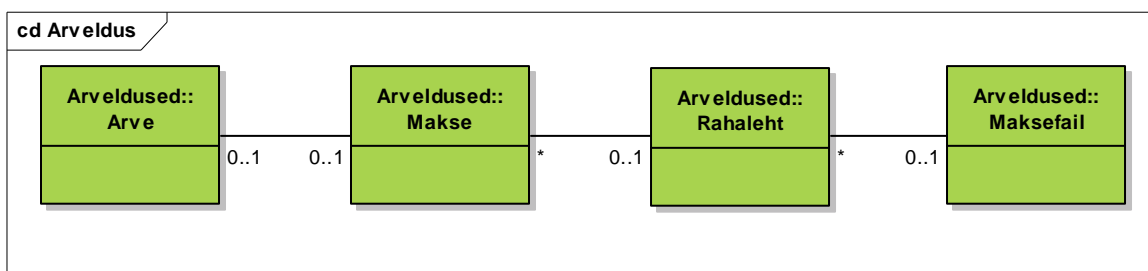 cd Arveldus
Arveldused::
Arve
Arveldused::
Makse
Arveldused::
Rahaleht
Arveldused::
Maksefail
0..1 0..1 * 0..1 * 0..1